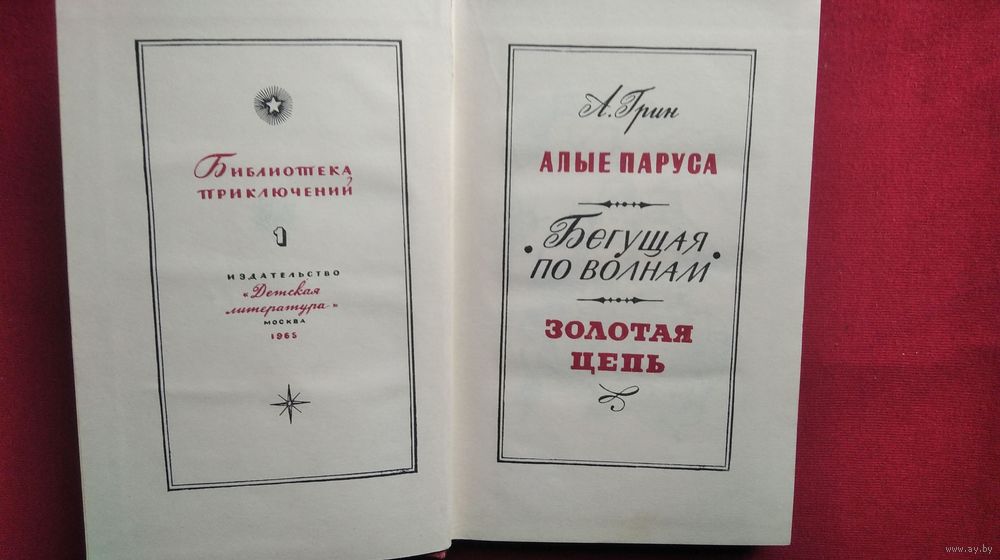 Библиотека
приключений
1
ИЗДАТЕЛЬСТВО
«Детская
литература»
МОСКВА
1965
А. Грин
АЛЫЕ ПАРУСА
Бегущая
по волнам
ЗОЛОТАЯ
ЦЕПЬ
www.ay.by